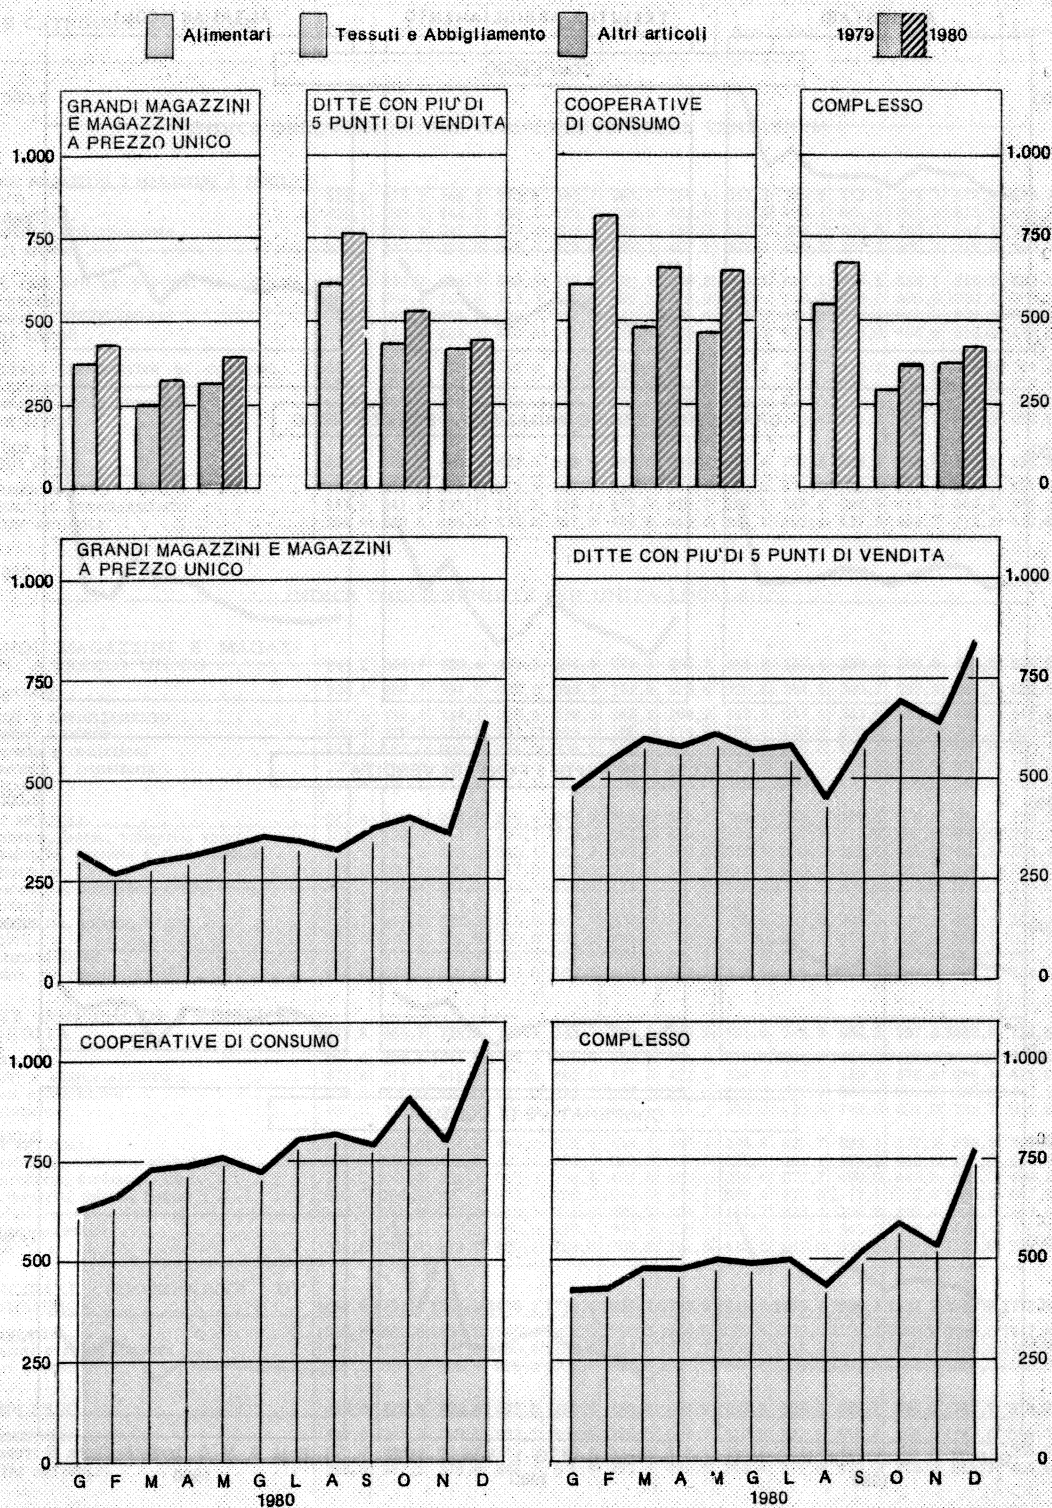 Alimentari Tessuti e Abbigliamento Altri articoli 1979 1980
GRANDI MAGAZZINI
E MAGAZZINI
A PREZZO UNICO
DITTE CON PIU' DI
5 PUNTI DI VENDITA
COOPERATIVE
DI CONSUMO
COMPLESSO
1.000 1.000
750 750
500 500
250 250
0 0
GRANDI MAGAZZINI E MAGAZZINI
A PREZZO UNICO
DITTE CON PIU' DI 5 PUNTI DI VENDITA
1.000 1.000
750 750
500 500
250 250
0 0
COOPERATIVE DI CONSUMO
COMPLESSO
1.000 1.000
750 750
500 500
250 250
0 0
G F M A M G L A S O N D G F M A M G L A S O N D
1980 1980